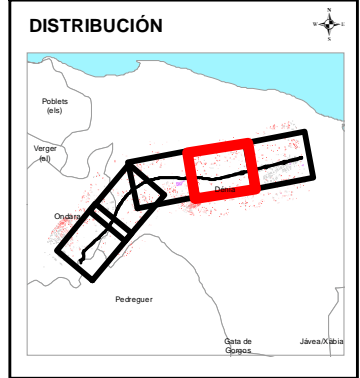 DISTRIBUCIÓN
N
W
E
S
Poblets
(els)
Verger
(el)
Ondara
Dénia
Pedreguer
Gata de
Gorgos
Jávea/Xàbia